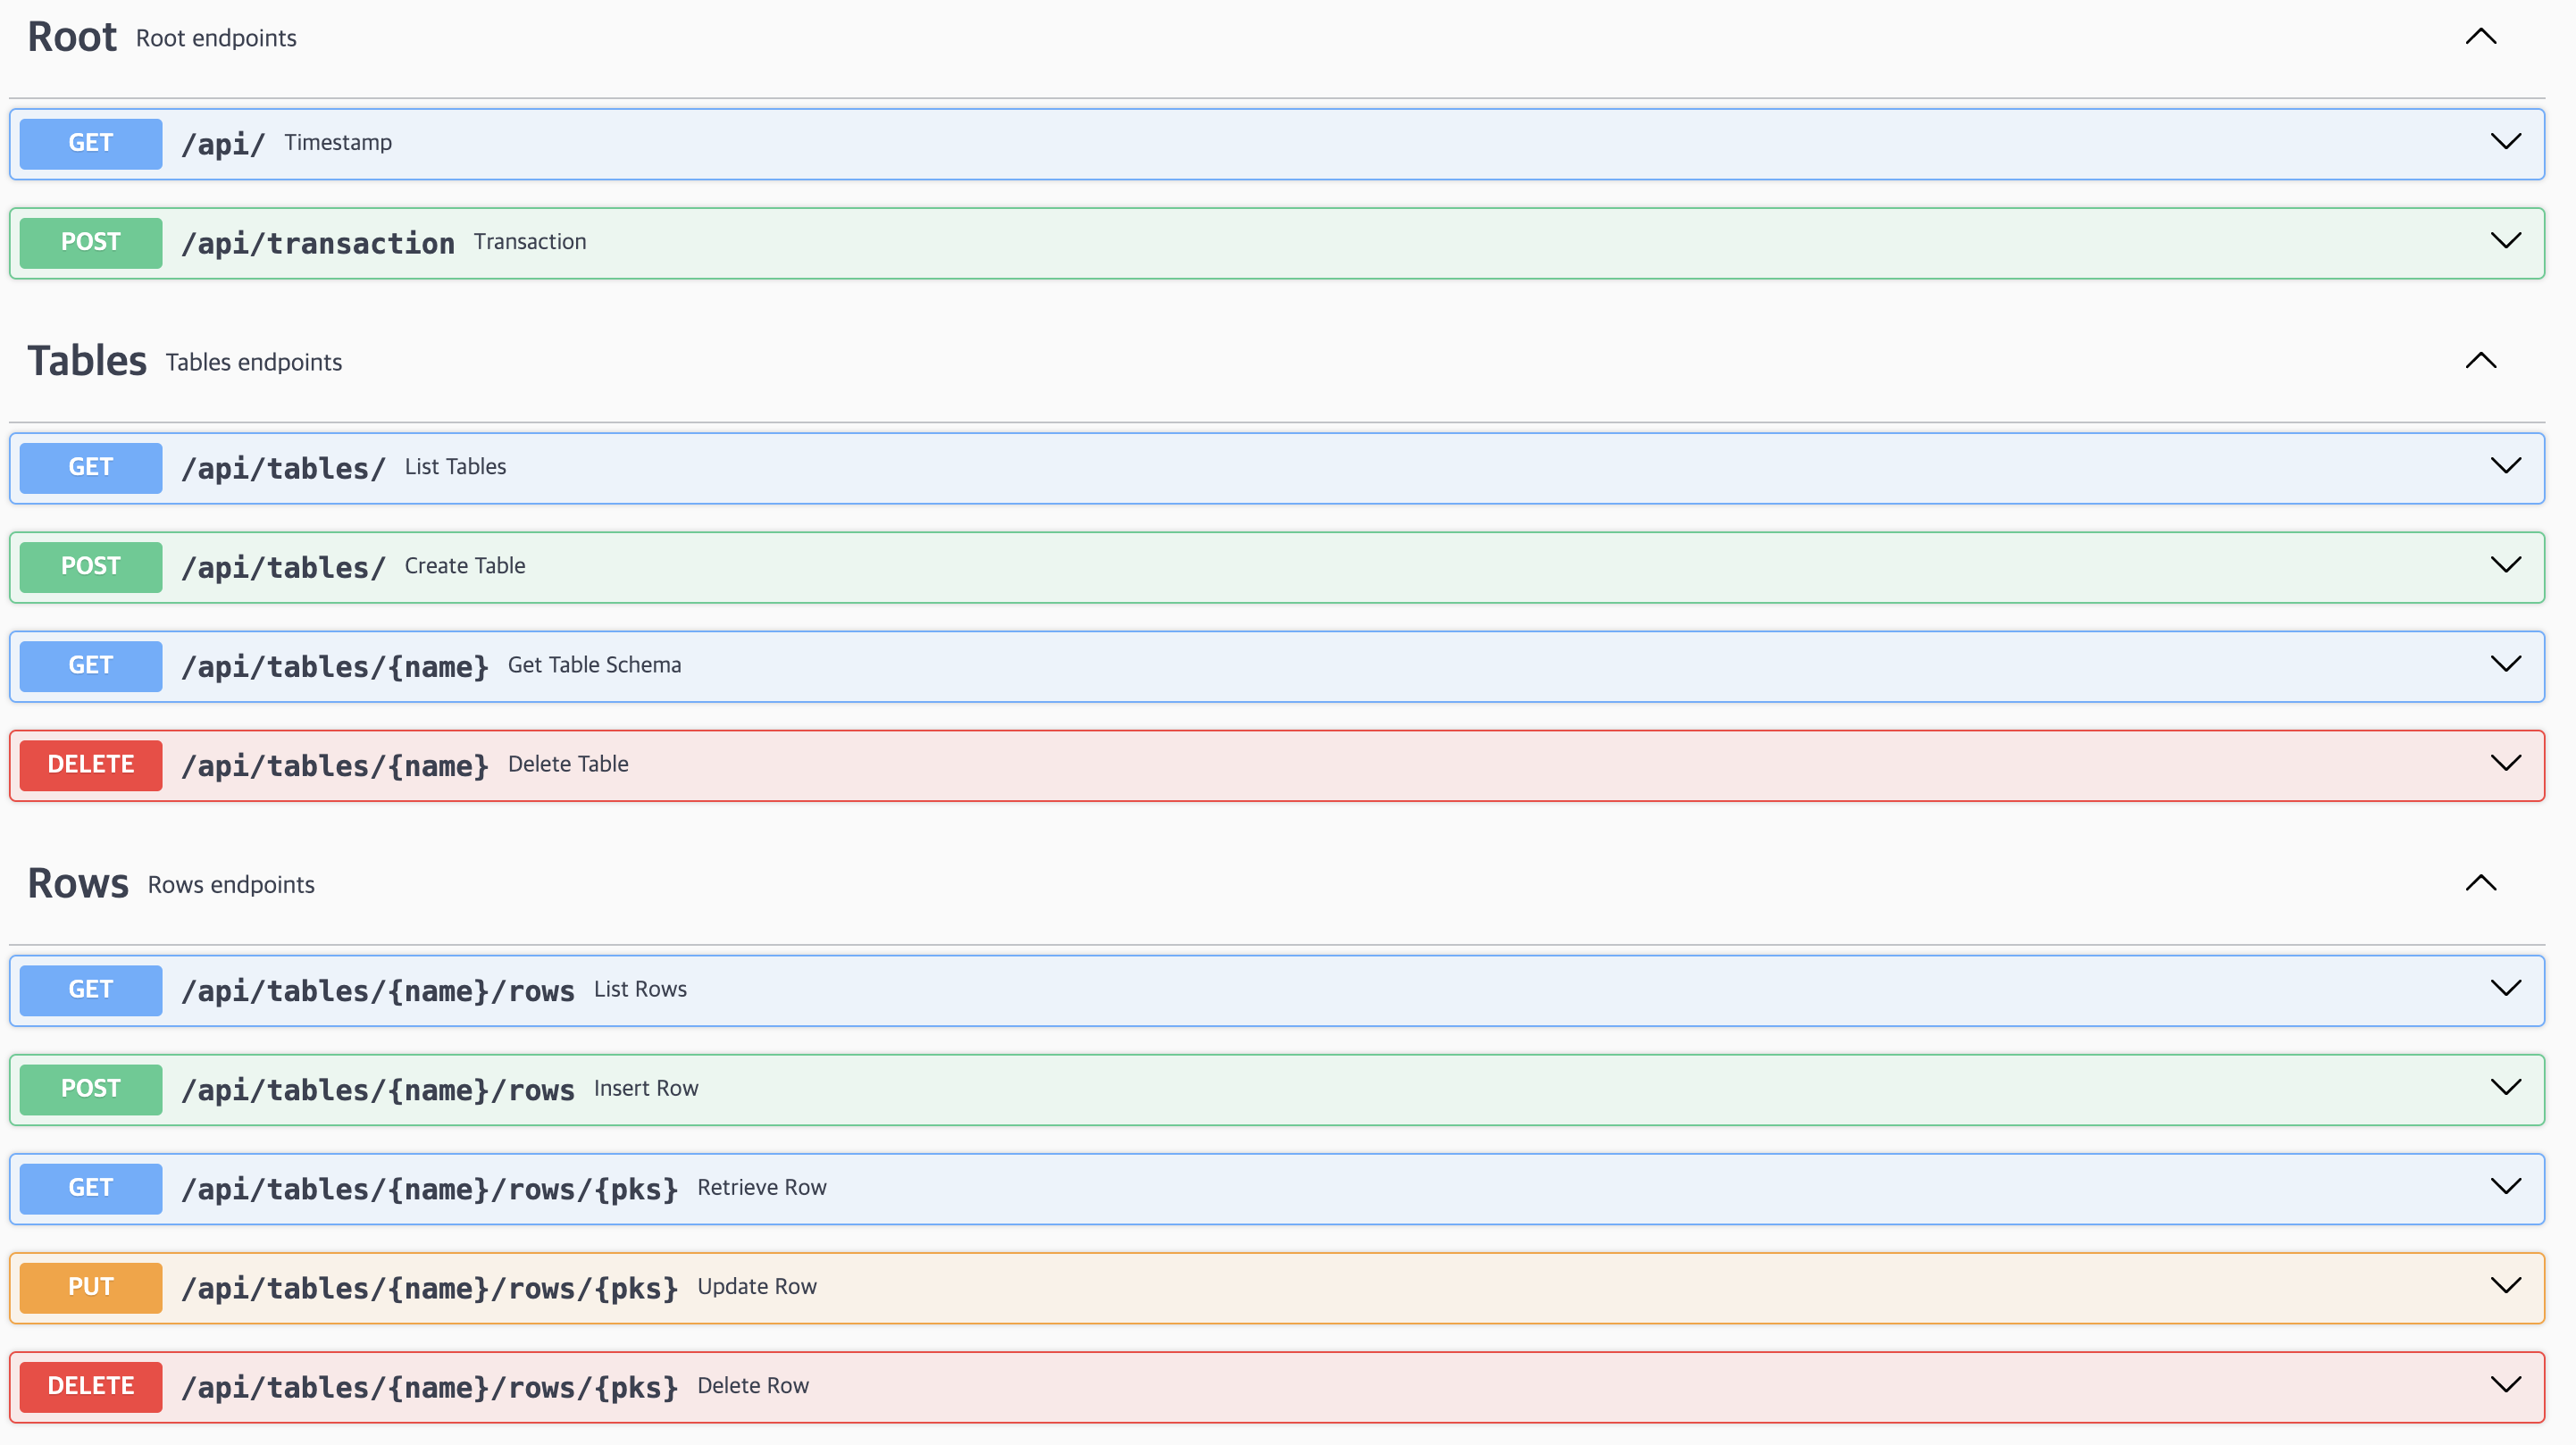 Root Root endpoints
GET /api/ Timestamp
POST /api/transaction Transaction
Tables Tables endpoints
GET /api/tables/ List Tables
POST /api/tables/ Create Table
GET /api/tables/{name} Get Table Schema
DELETE /api/tables/{name} Delete Table
Rows Rows endpoints
GET /api/tables/{name}/rows List Rows
POST /api/tables/{name}/rows Insert Row
GET /api/tables/{name}/rows/{pks} Retrieve Row
PUT /api/tables/{name}/rows/{pks} Update Row
DELETE /api/tables/{name}/rows/{pks} Delete Row